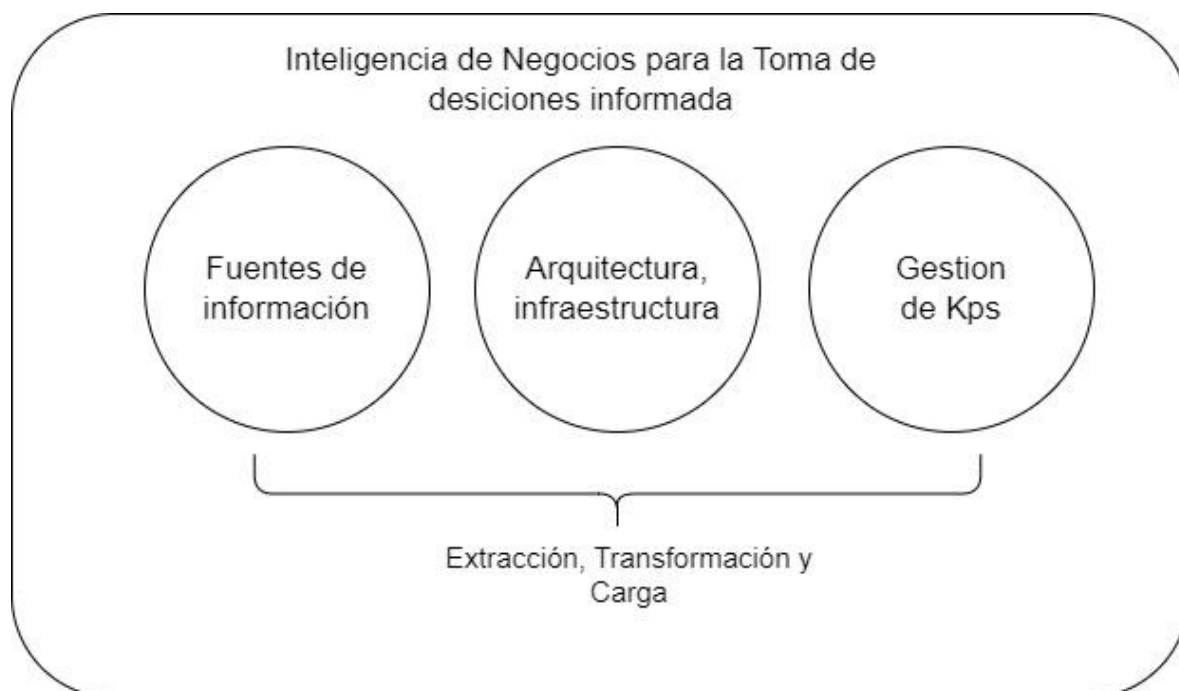 Inteligencia de Negocios para la Toma de
desiciones informada
Fuentes de
información
Arquitectura,
infraestructura
Gestion
de Kps
Extracción, Transformación y
Carga